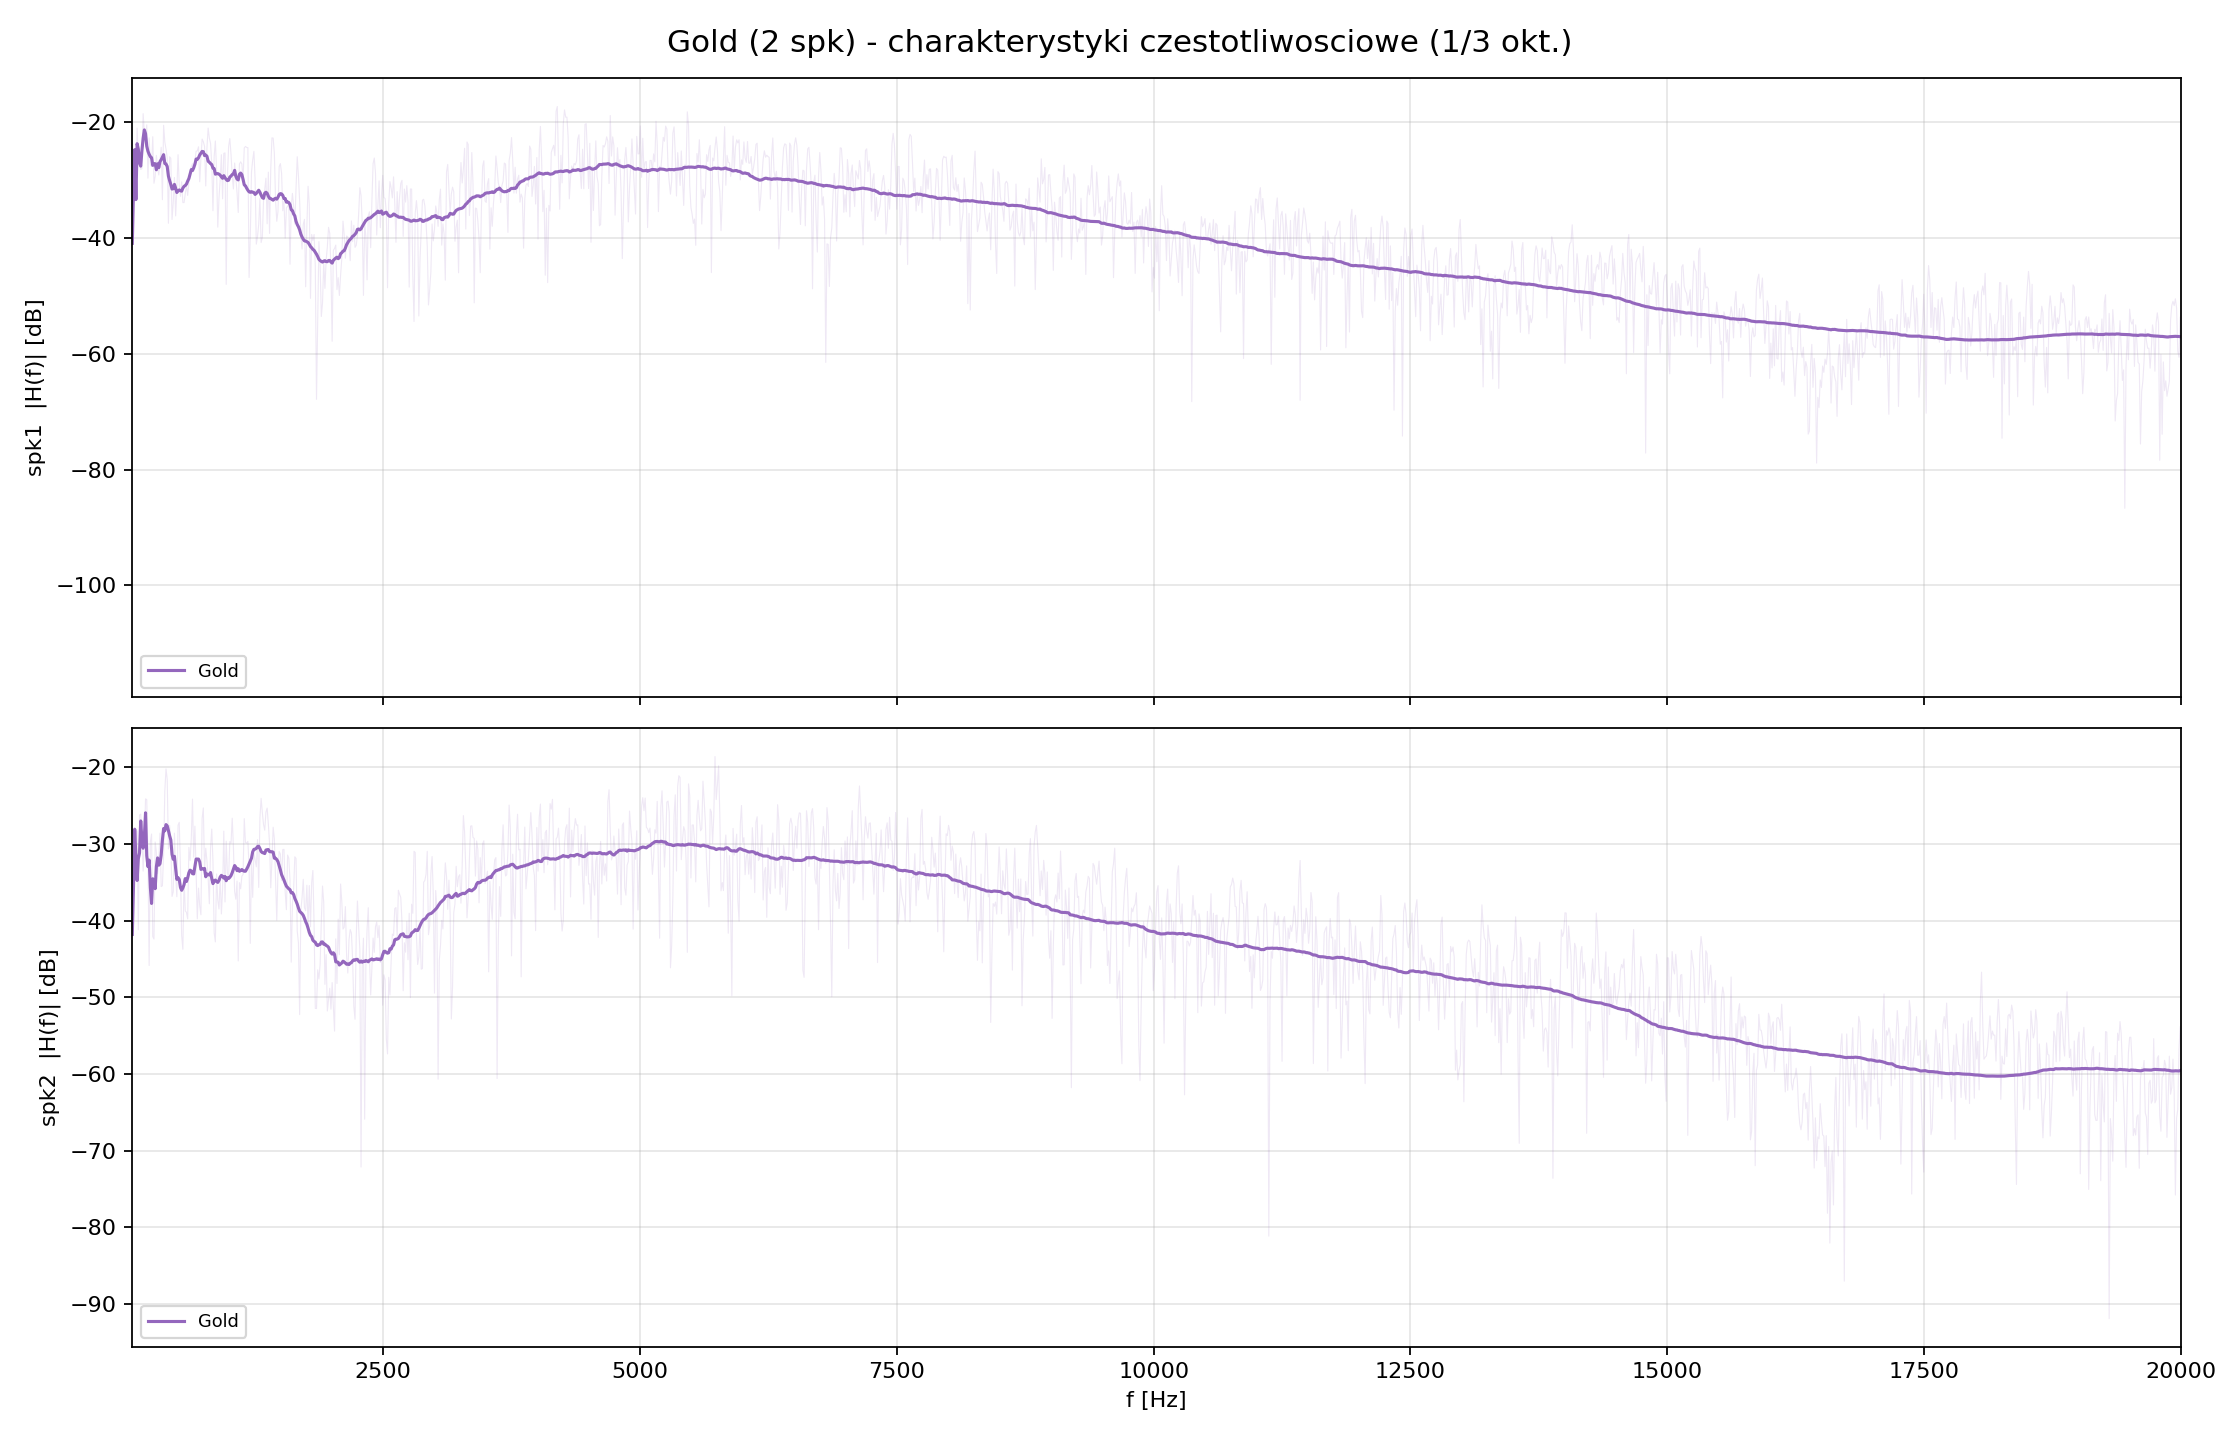 Gold (2 spk) - charakterystyki czestotliwosciowe (1/3 okt.)
spk1 |H(f)| [dB]
−20
−40
−60
−80
−100
Gold
spk2 |H(f)| [dB]
−20
−30
−40
−50
−60
−70
−80
−90
Gold
2500 5000 7500 10000 12500 15000 17500 20000
f [Hz]